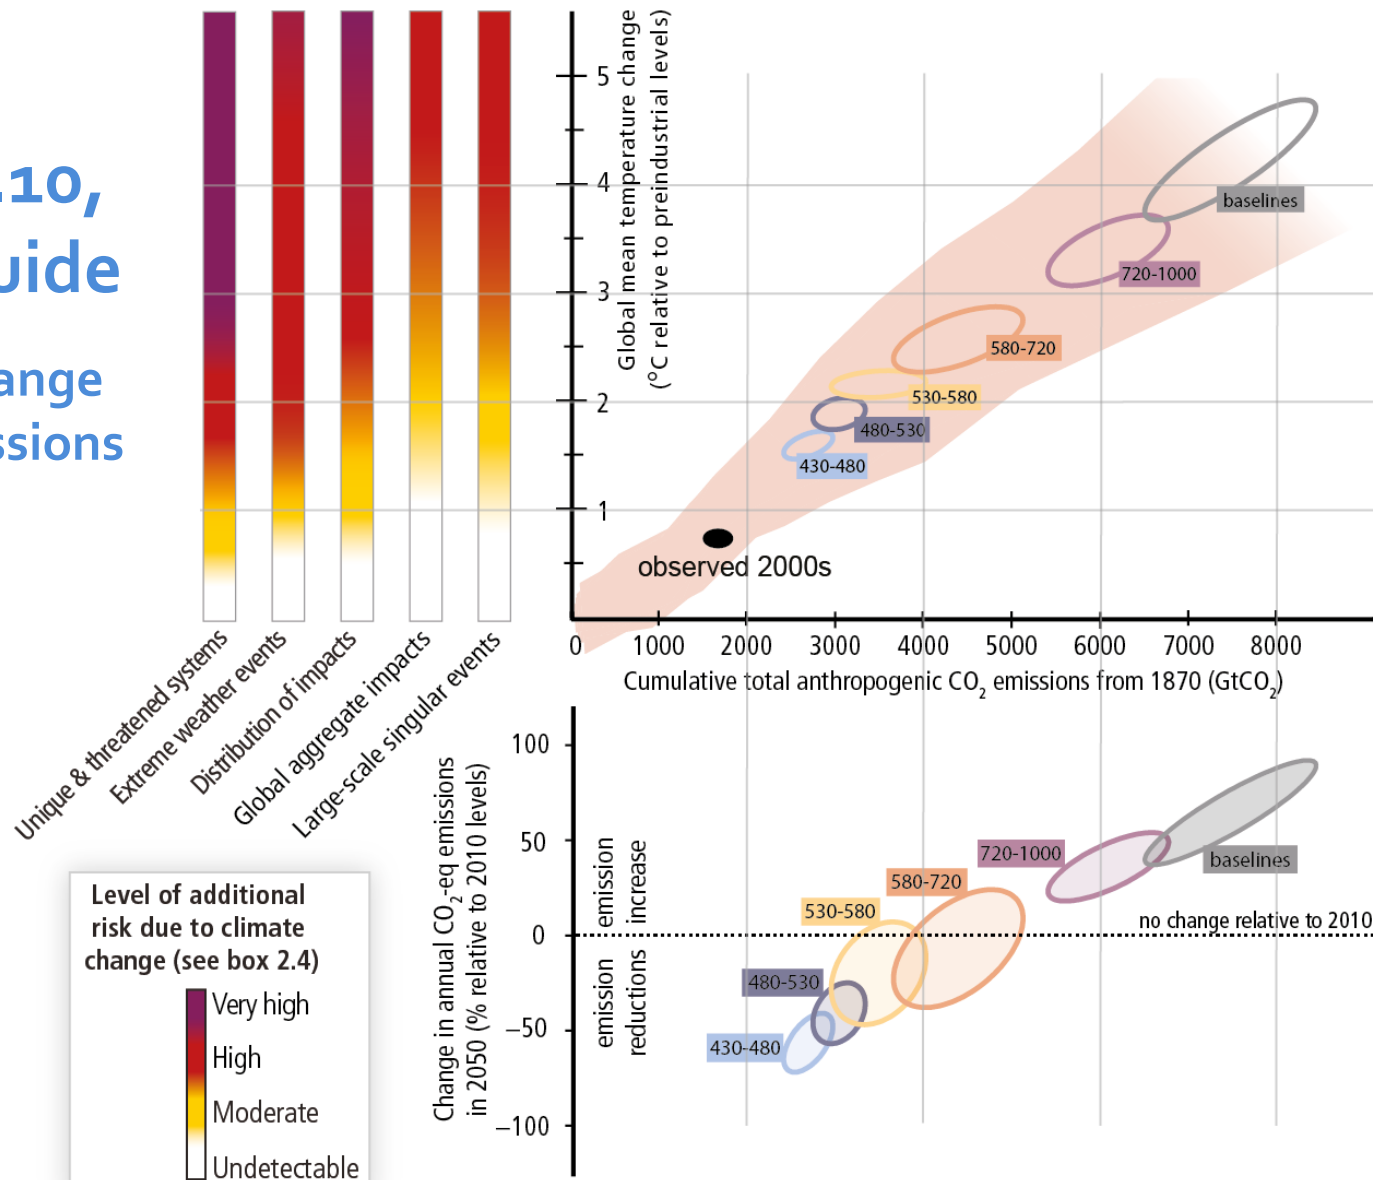 .10,
uide
ange
ssions
Unique & threatened systems
Extreme weather events
Distribution of impacts
Global aggregate impacts
Large-scale singular events
Global mean temperature change
(°C relative to preindustrial levels)
5
4
3
2
1
baselines
720-1000
580-720
530-580
480-530
430-480
observed 2000s
0 1000 2000 3000 4000 5000 6000 7000 8000
Cumulative total anthropogenic CO₂ emissions from 1870 (GtCO₂)
Change in annual CO₂-eq emissions
in 2050 (% relative to 2010 levels)
100
50
0
−50
−100
emission
increase
emission
reductions
720-1000
baselines
580-720
530-580
no change relative to 2010
480-530
430-480
Level of additional
risk due to climate
change (see box 2.4)
Very high
High
Moderate
Undetectable